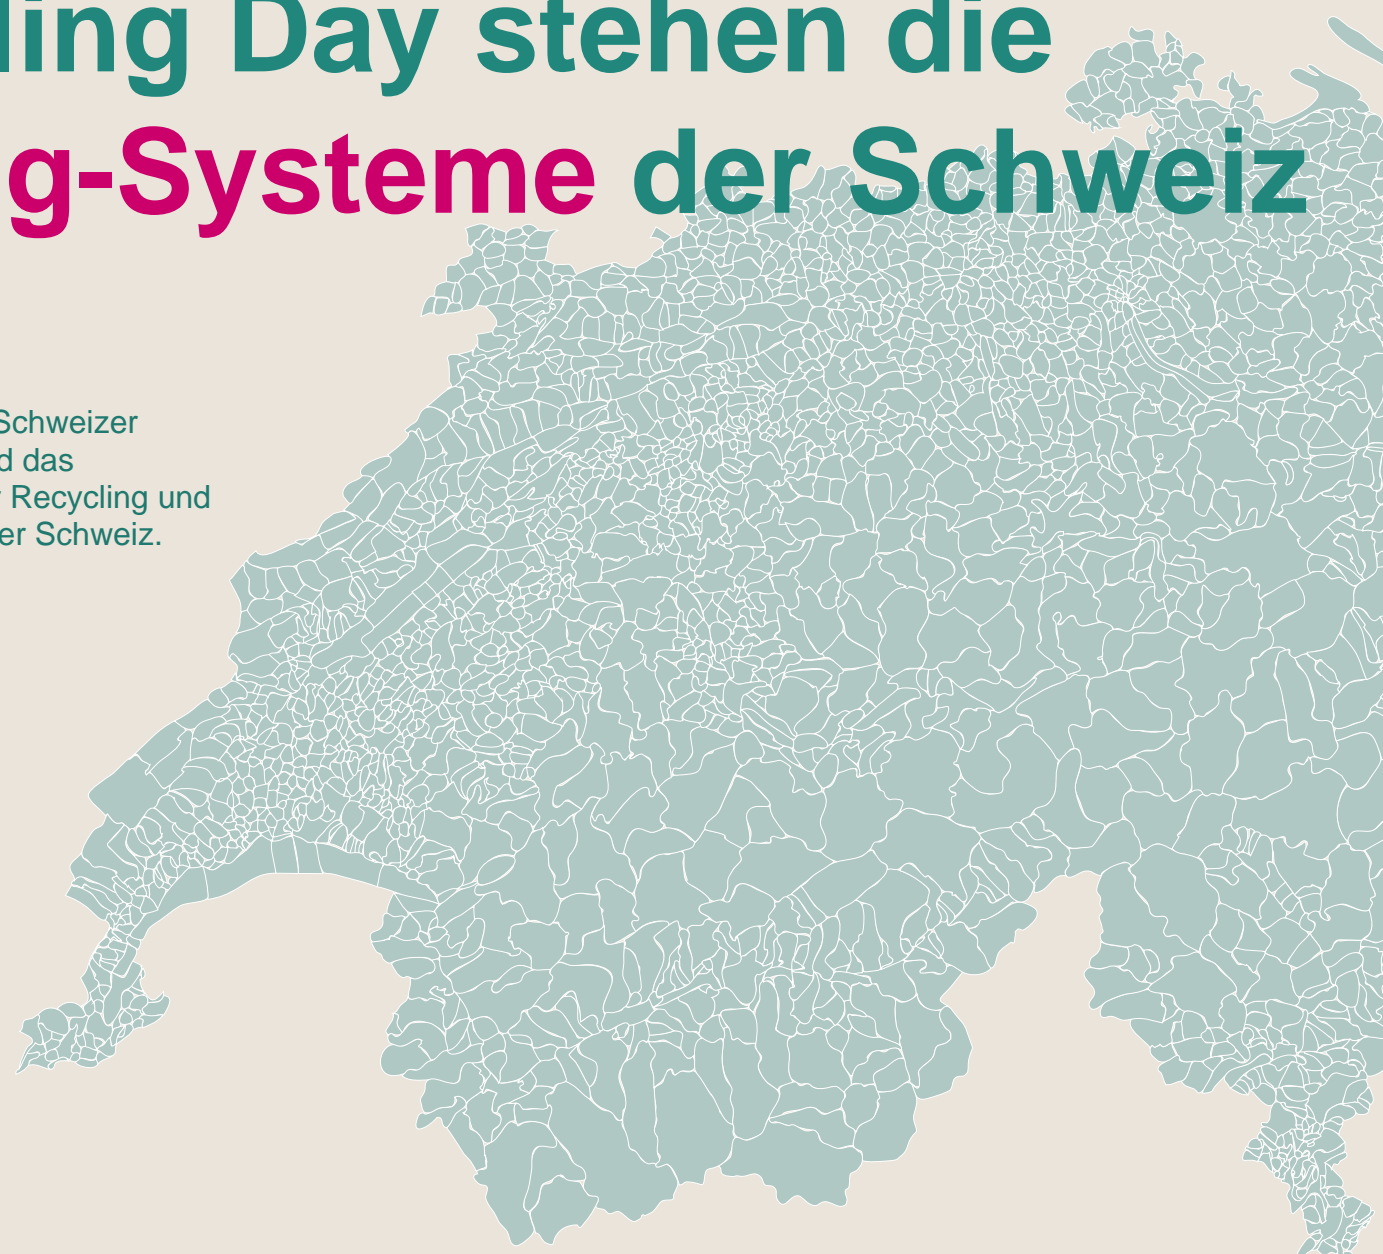 ling Day stehen die
g-Systeme der Schweiz
Schweizer
d das
r Recycling und
er Schweiz.